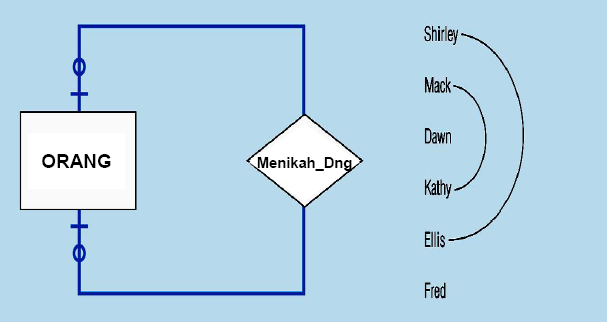 ORANG
Menikah_Dng
Shirley
Mack
Dawn
Kathy
Ellis
Fred